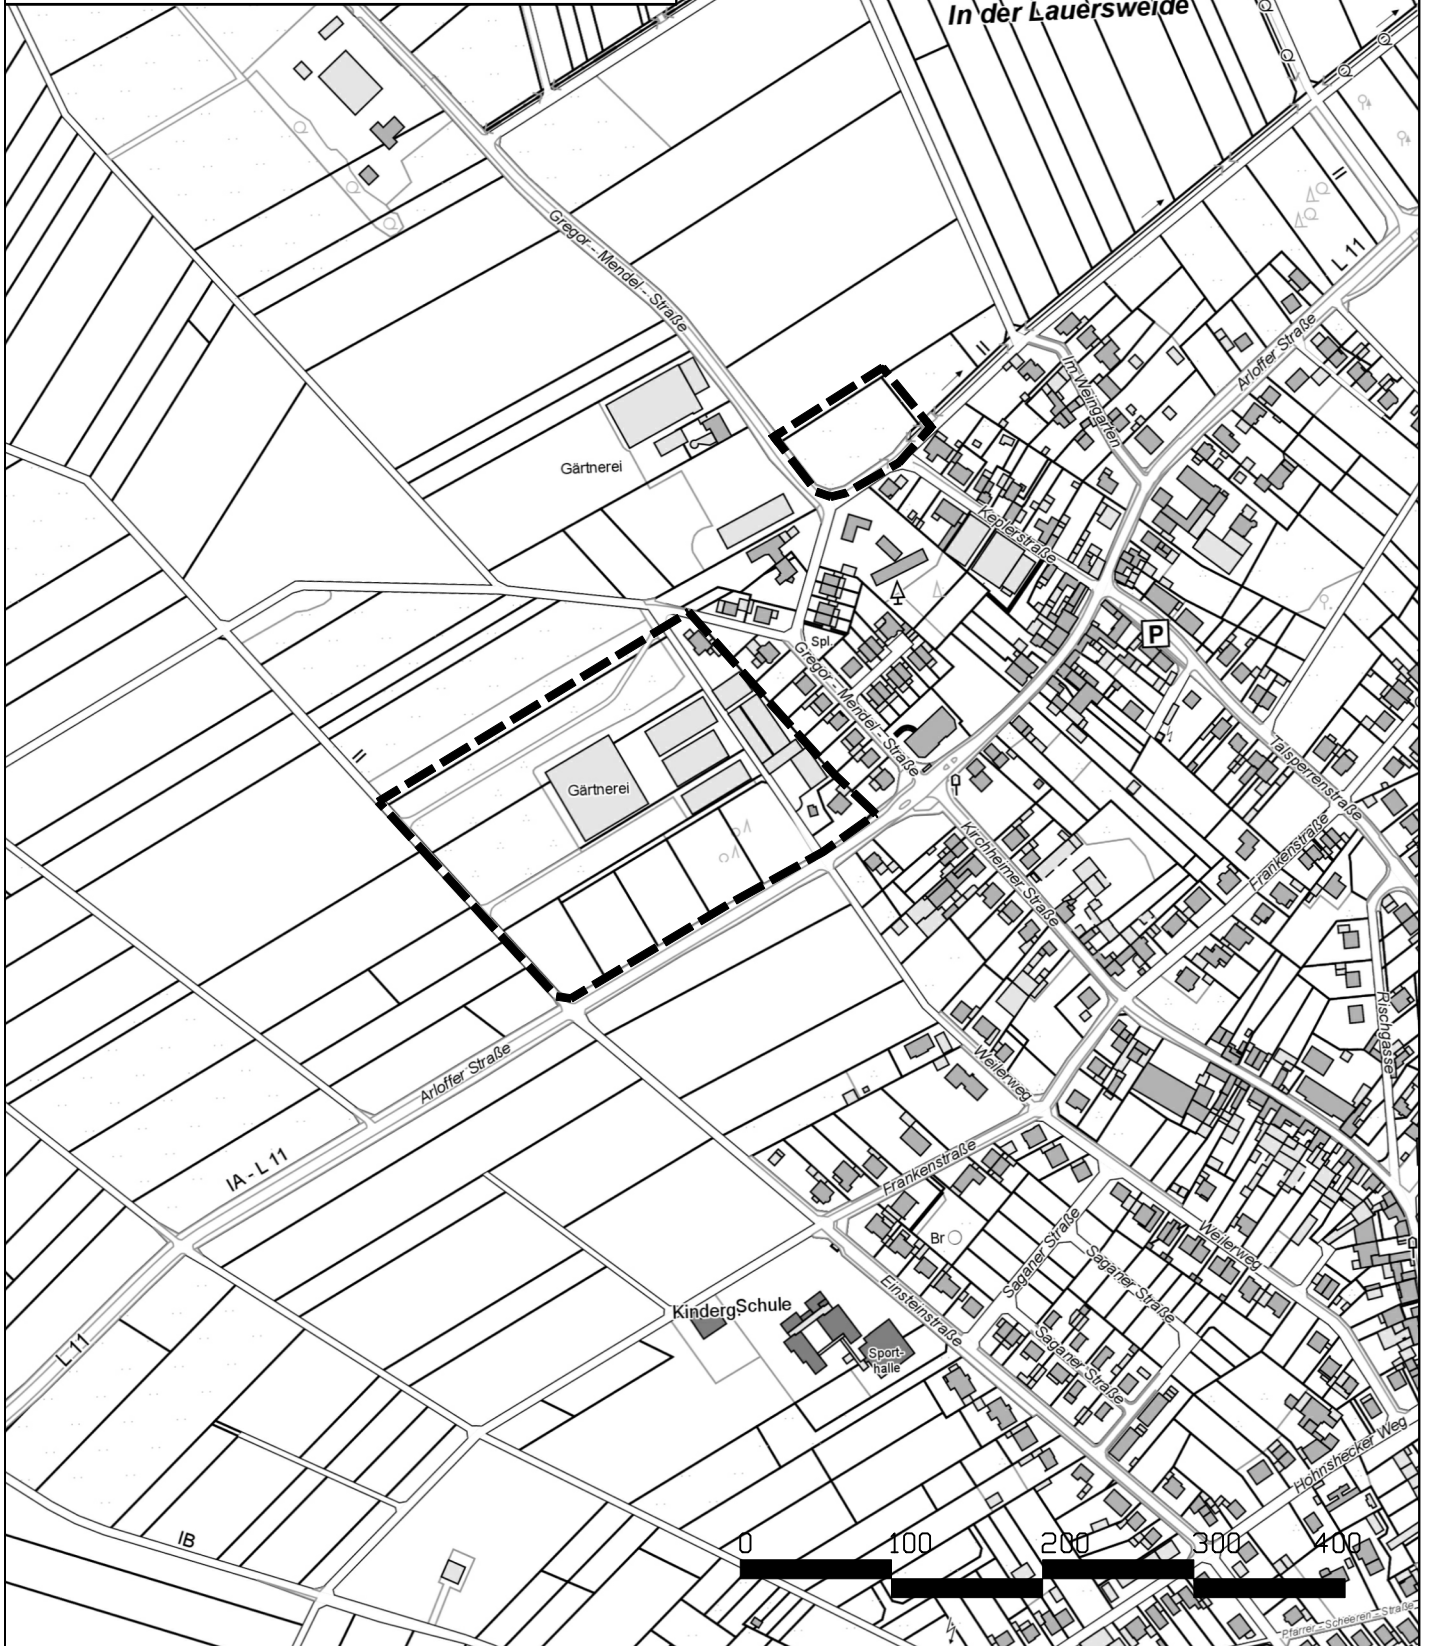 In der Lauersweide
L 11
Gregor - Mendel - Straße
Arloffer Straße
Im Weingarten
Gärtnerei
Keplerstraße
P
Spl.
Gregor - Mendel - Straße
Talsperrenstraße
Gärtnerei
Frankenstraße
Kirchheimer Straße
Rischgasse
Arloffer Straße
Weilerweg
IA - L 11
Frankenstraße
Br
Saganer Straße
Weilerweg
Saganer Straße
Einsteinstraße
KindergSchule
L 11
Saganer Straße
Sport-
halle
Hohnshecker Weg
IB
0 100 200 300 400
Pfarrer - Scheeren - Straße